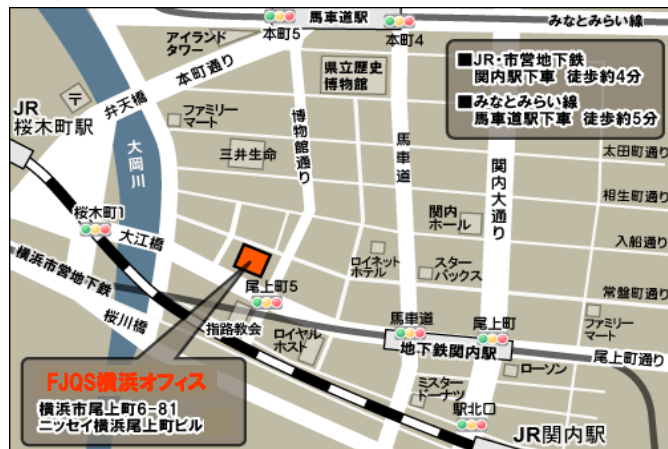 馬車道駅
みなとみらい線
本町5
本町4
アイランド
タワー
本町通り
県立歴史
博物館
■JR・市営地下鉄
関内駅下車 徒歩約4分
■みなとみらい線
馬車道駅下車 徒歩約5分
JR
桜木町駅
〒
弁天橋
ファミリー
マート
博物館通り
馬車道
関内大通り
太田町通り
大岡川
三井生命
相生町通り
桜木町1
大江橋
関内
ホール
入船通り
ロイネット
ホテル
スター
バックス
横浜市営地下鉄
尾上町5
常盤町通り
桜川橋
指路教会
ロイヤル
ホスト
馬車道
尾上町
ファミリー
マート
地下鉄関内駅
尾上町通り
FJQS横浜オフィス
横浜市尾上町6-81
ニッセイ横浜尾上町ビル
ミスター
ドーナツ
ローソン
駅北口
JR関内駅